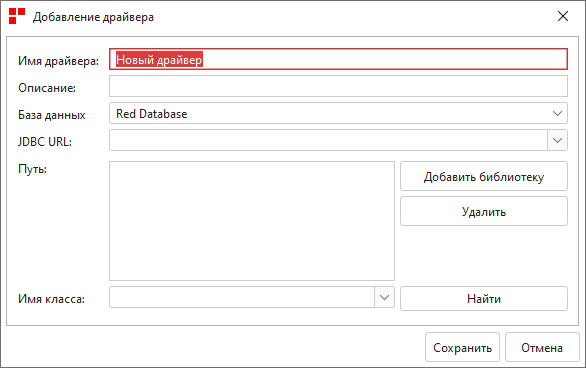 Добавление драйвера
Имя драйвера: Новый драйвер
Описание:
База данных Red Database
JDBC URL:
Путь:
Добавить библиотеку
Удалить
Имя класса:
Найти
Сохранить Отмена